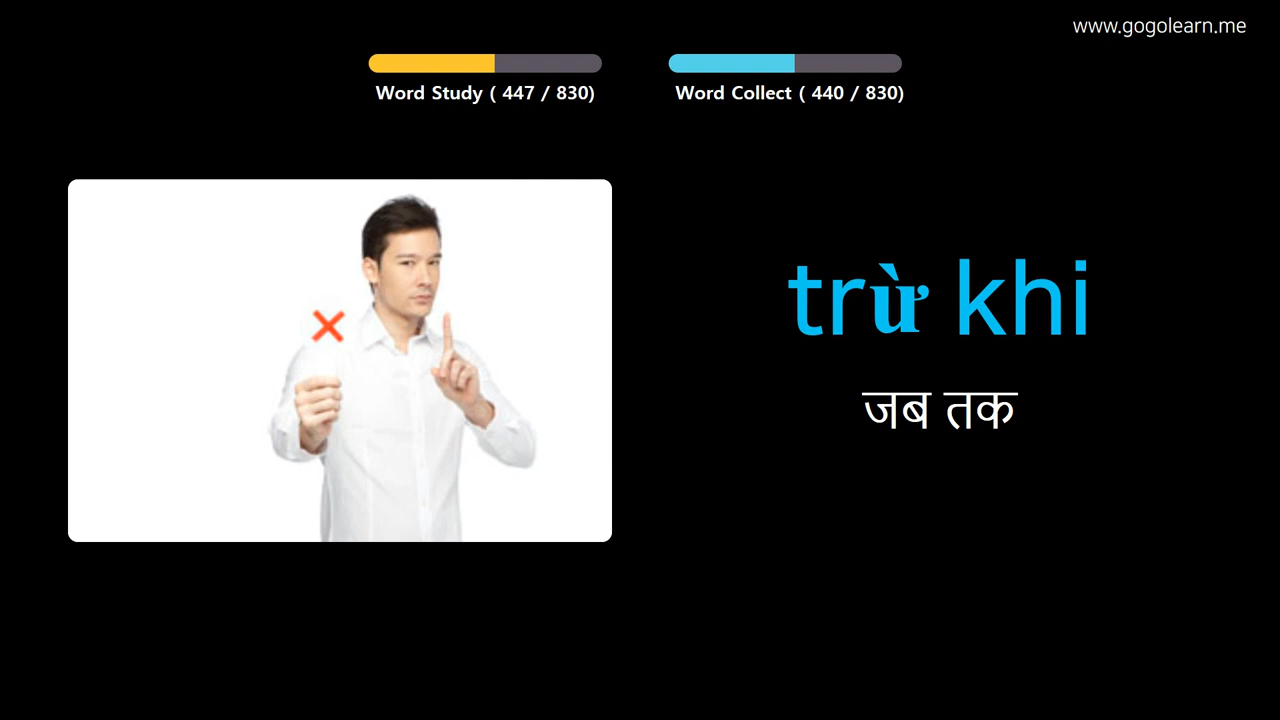 www.gogolearn.me
Word Study ( 447 / 830)
Word Collect ( 440 / 830)
trừ khi
जब तक